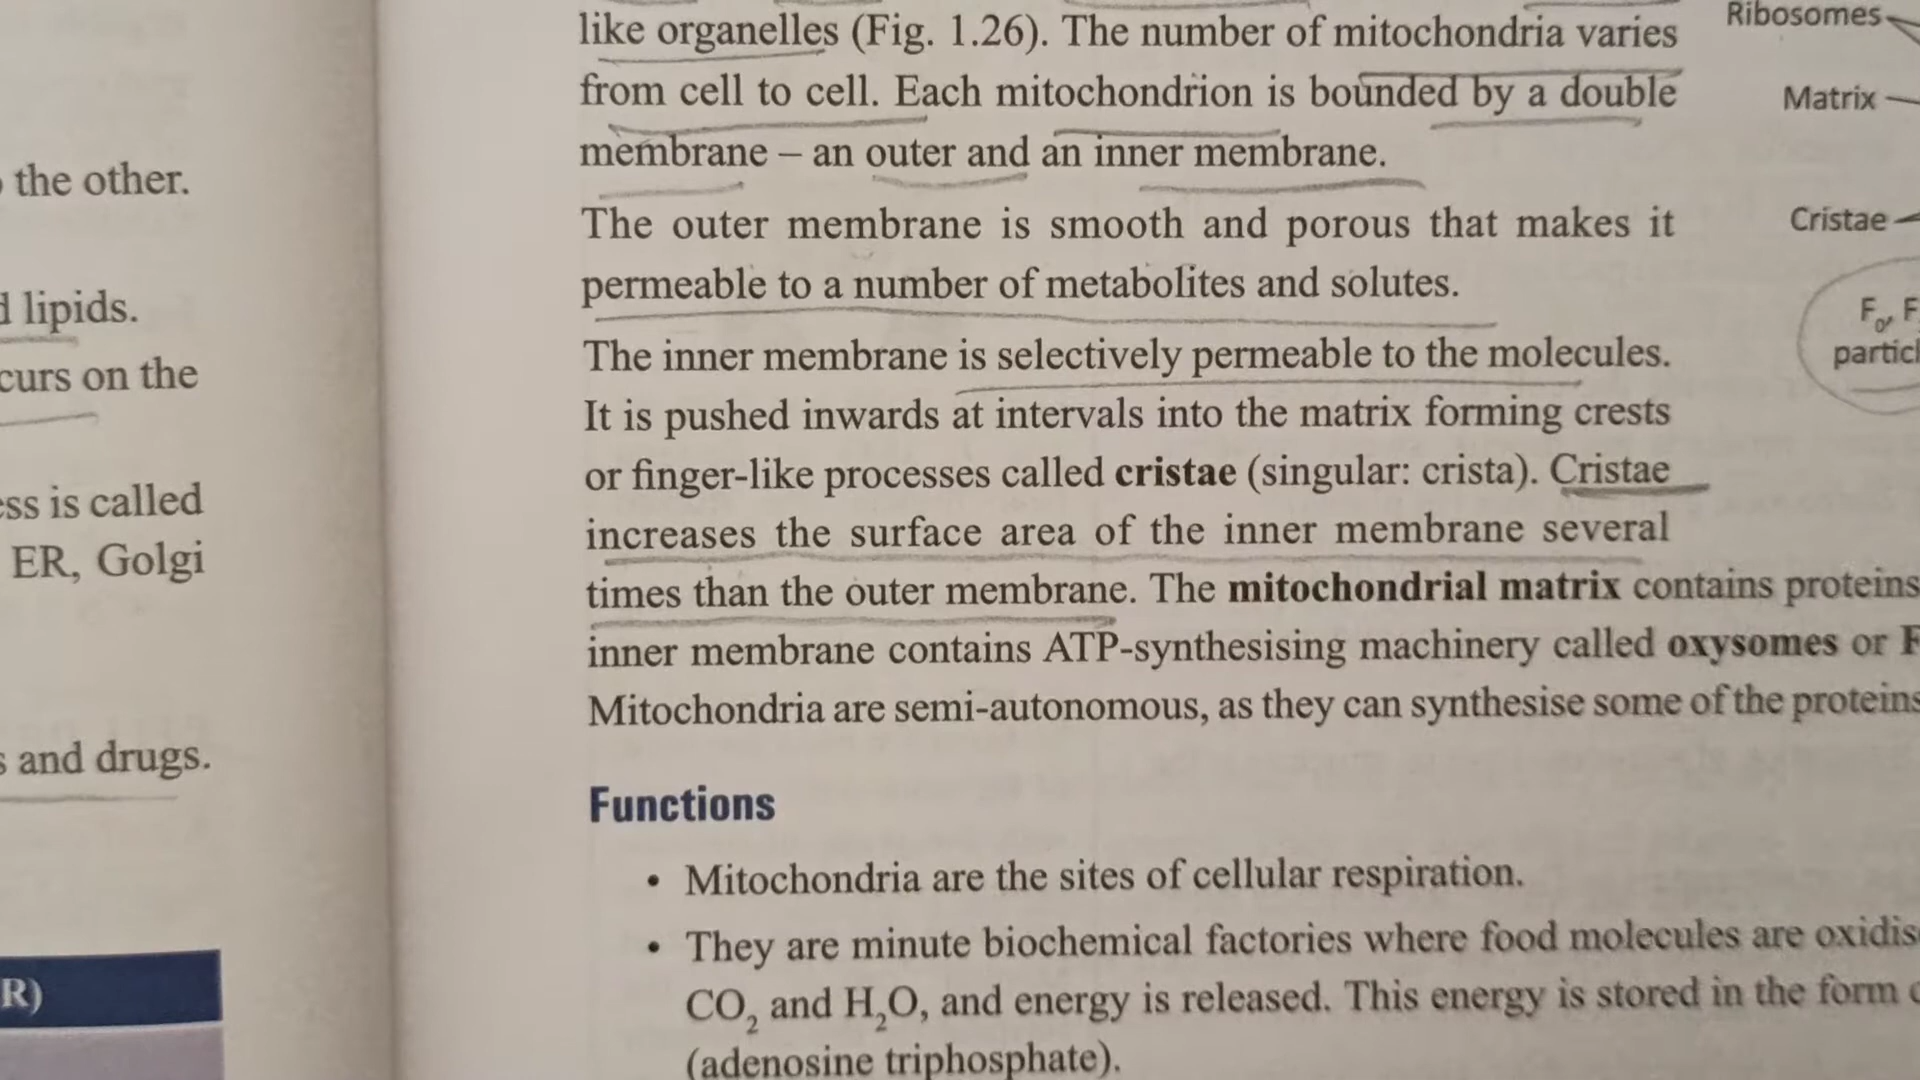 the other.
lipids.
on the
is called
ER, Golgi
and drugs.
R)
like organelles (Fig. 1.26). The number of mitochondria varies
from cell to cell. Each mitochondrion is bounded by a double
membrane – an outer and an inner membrane.
The outer membrane is smooth and porous that makes it
permeable to a number of metabolites and solutes.
The inner membrane is selectively permeable to the molecules.
It is pushed inwards at intervals into the matrix forming crests
or finger-like processes called cristae (singular: crista). Cristae
increases the surface area of the inner membrane several
times than the outer membrane. The mitochondrial matrix contains proteins
inner membrane contains ATP-synthesising machinery called oxysomes or F
Mitochondria are semi-autonomous, as they can synthesise some of the proteins
Functions
• Mitochondria are the sites of cellular respiration.
• They are minute biochemical factories where food molecules are oxidis
CO₂ and H₂O, and energy is released. This energy is stored in the form
(adenosine triphosphate).
Ribosomes
Matrix
Cristae
F₀, F
partic